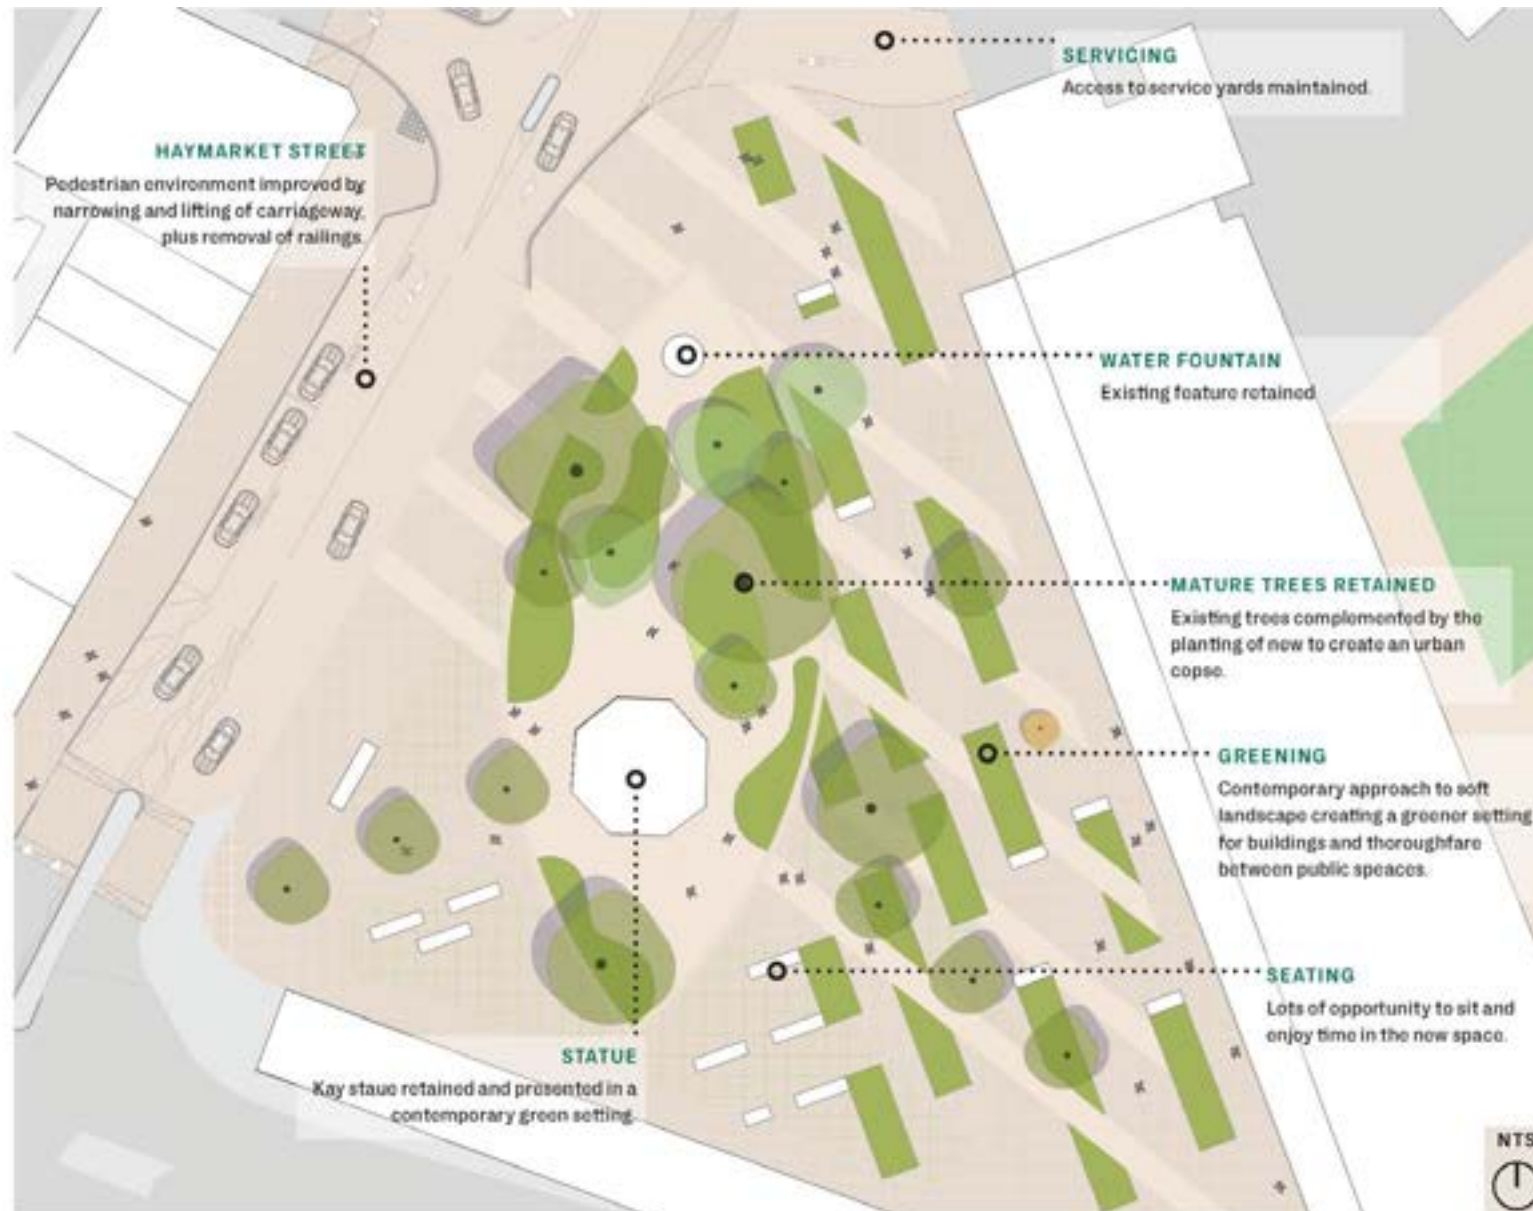 SERVICING
Access to service yards maintained.
HAYMARKET STREET
Pedestrian environment improved by
narrowing and lifting of carriageway,
plus removal of railings.
WATER FOUNTAIN
Existing feature retained
MATURE TREES RETAINED
Existing trees complemented by the
planting of new to create an urban
copse.
GREENING
Contemporary approach to soft
landscape creating a greener setting
for buildings and thoroughfare
between public speaces.
SEATING
Lots of opportunity to sit and
enjoy time in the new space.
STATUE
Kay staue retained and presented in a
contemporary green setting.
NTS